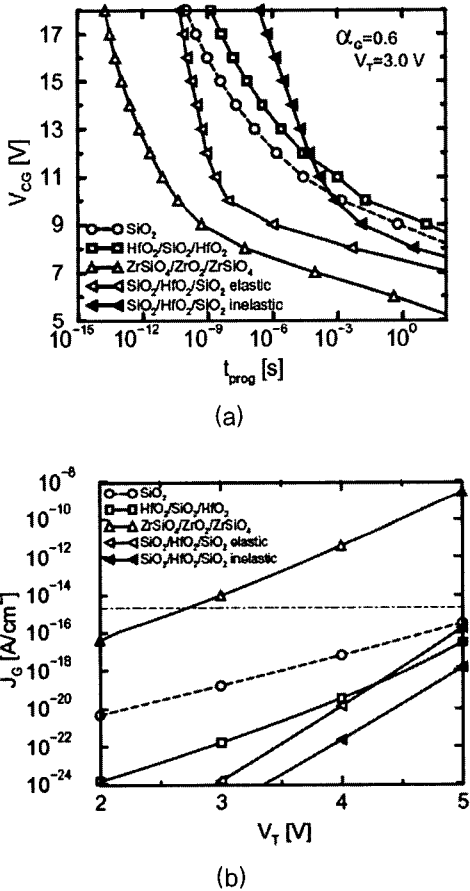 (a)
17
15
13
11
9
7
5
V_CG [V]
α_G=0.6
V_T=3.0 V
SiO₂
HfO₂/SiO₂/HfO₂
ZrSiO₄/ZrO₂/ZrSiO₄
SiO₂/HfO₂/SiO₂ elastic
SiO₂/HfO₂/SiO₂ inelastic
10⁻¹⁵ 10⁻¹² 10⁻⁹ 10⁻⁶ 10⁻³ 10⁰
t_prog [s]
(a)
10⁻⁸
10⁻¹⁰
10⁻¹²
10⁻¹⁴
10⁻¹⁶
10⁻¹⁸
10⁻²⁰
10⁻²²
10⁻²⁴
J_G [A/cm⁻]
SiO₂
HfO₂/SiO₂/HfO₂
ZrSiO₄/ZrO₂/ZrSiO₄
SiO₂/HfO₂/SiO₂ elastic
SiO₂/HfO₂/SiO₂ inelastic
2 3 4 5
V_T [V]
(b)